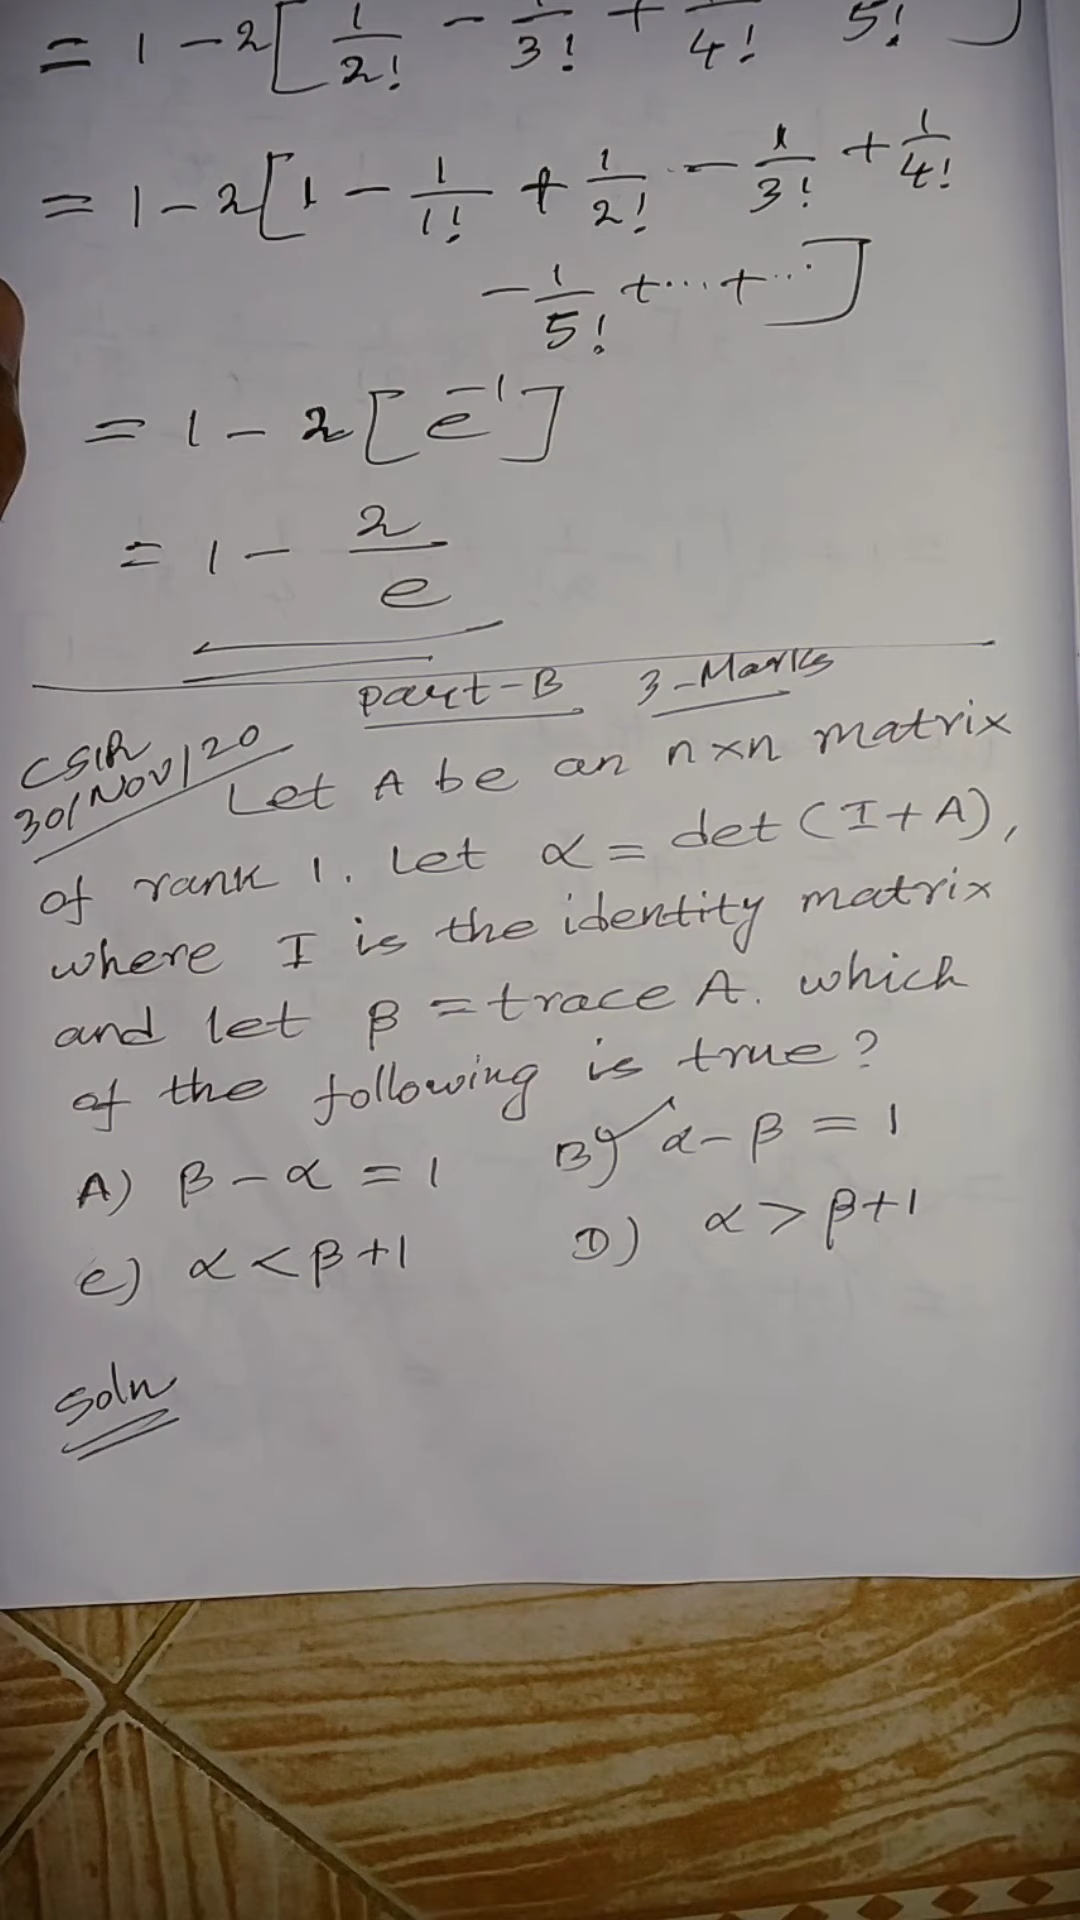 = 1 - 2[ 1/2! - 1/3! + 1/4! 5! ]
= 1 - 2[ 1 - 1/1! + 1/2! - 1/3! + 1/4!
- 1/5! + ... + ... ]
= 1 - 2[ e⁻¹ ]
= 1 - 2/e
Part-B 3-Marks
CSIR
30/Nov/20
Let A be an n×n matrix
of rank 1. Let α = det (I+A),
where I is the identity matrix
and let β = trace A. which
of the following is true?
A) β - α = 1 B) ✓ α - β = 1
C) α < β + 1 D) α > β + 1
Soln